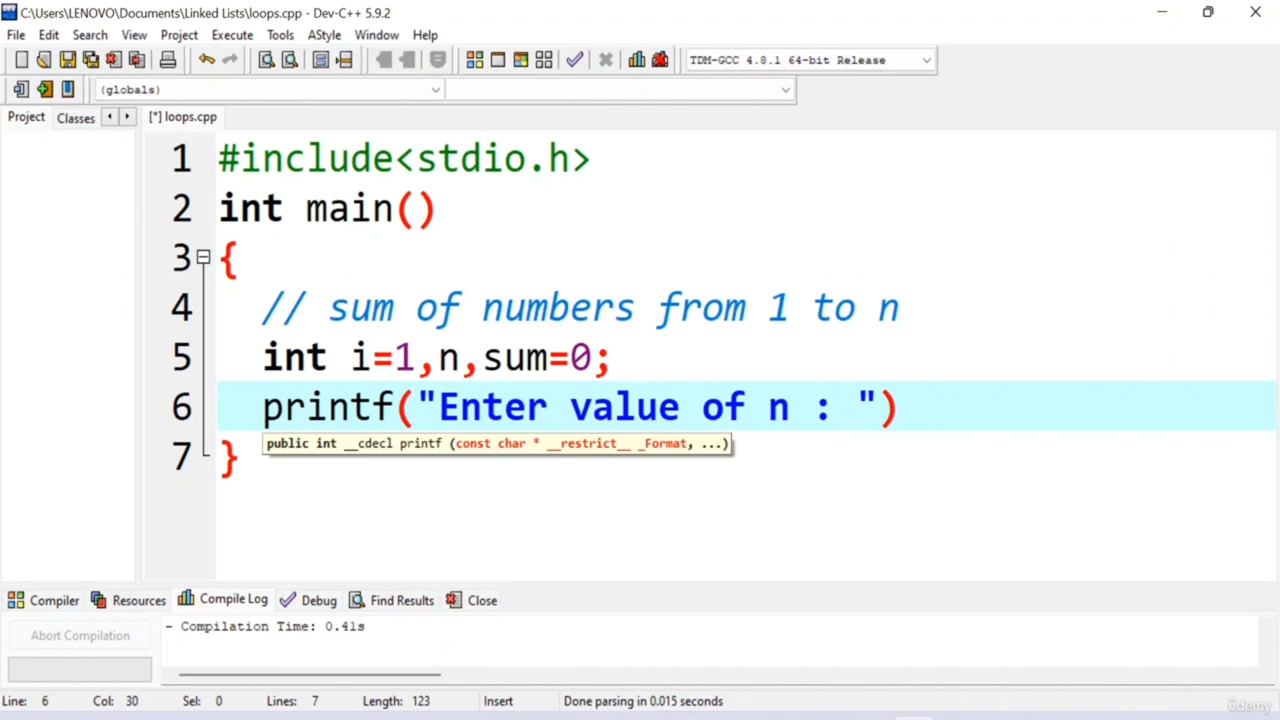 C:\Users\LENOVO\Documents\Linked Lists\loops.cpp - Dev-C++ 5.9.2
File Edit Search View Project Execute Tools AStyle Window Help
TDM-GCC 4.8.1 64-bit Release
(globals)
Project Classes [*] loops.cpp
1 #include<stdio.h>
2 int main()
3 {
4 // sum of numbers from 1 to n
5 int i=1,n,sum=0;
6 printf("Enter value of n : ")
public int __cdecl printf (const char * __restrict__ _Format, ...)
7 }
Compiler Resources Compile Log Debug Find Results Close
Abort Compilation
- Compilation Time: 0.41s
Line: 6 Col: 30 Sel: 0 Lines: 7 Length: 123 Insert Done parsing in 0.015 seconds
ûdemy